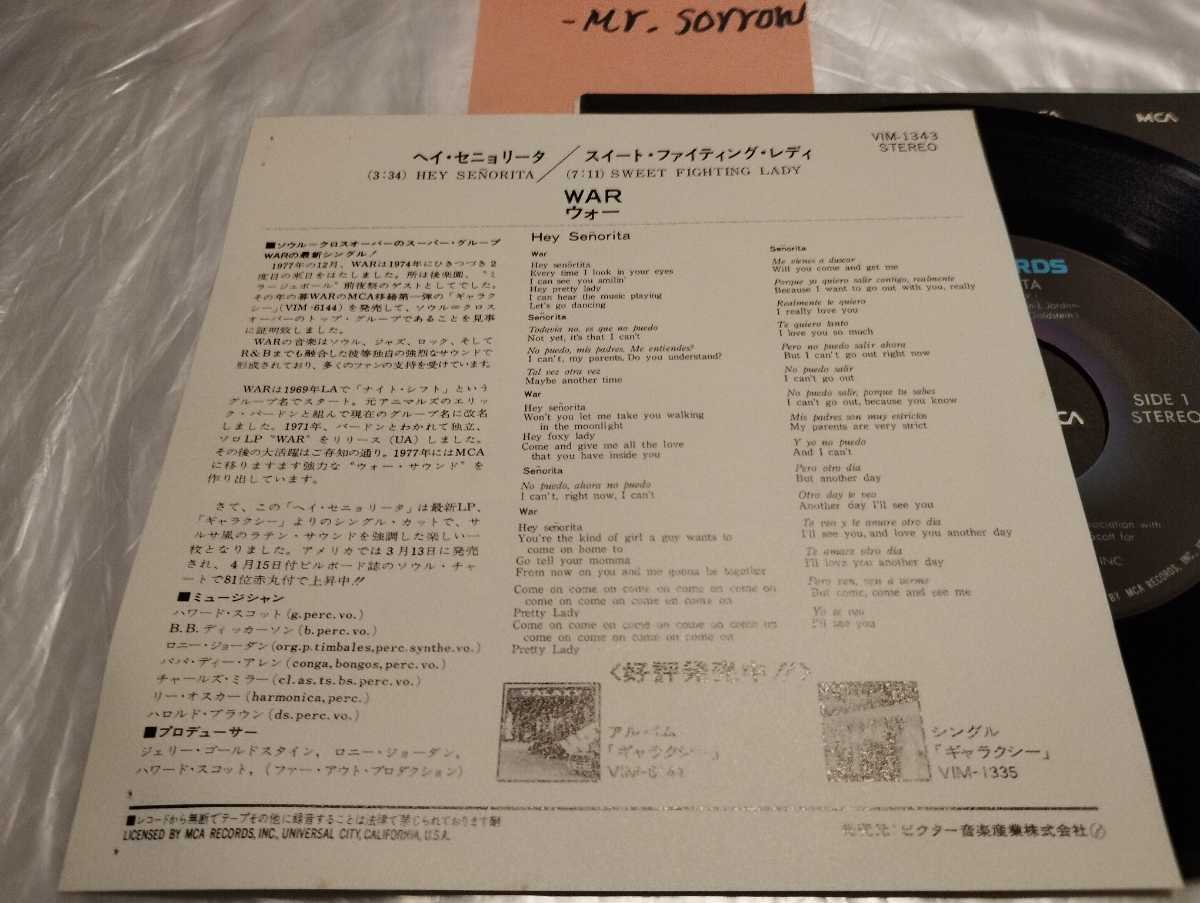 -Mr. Sorrow
MCA
VIM-1343
STEREO
ヘイ・セニョリータ/スイート・ファイティング・レディ
(3:34) HEY SEÑORITA/(7:11) SWEET FIGHTING LADY
WAR
ウォー
■ソウル=クロスオーバーのスーパー・グループ
WARの最新シングル!
1977年の12月、WARは1974年にひきつづき2
度目の来日をはたしました。所は後楽園、“ミ
ラージュボール”前夜祭のゲストとしてでした。
その年の暮WARのMCA移籍第一弾の「ギャラク
シー」(VIM-6144)を発売して、ソウル=クロス
オーバーのトップ・グループであることを見事
に証明致しました。
WARの音楽はソウル、ジャズ、ロック、そして
R&Bまでも融合した彼等独自の強烈なサウンドで
形成されており、多くのファンの支持を受けています。
WARは1969年LAで「ナイト・シフト」という
グループ名でスタート。元アニマルズのエリッ
ク・バードンと組んで現在のグループ名に改名
しました。1971年、バードンとわかれて独立、
ソロLP“WAR”をリリース(UA)しました。
その後の大活躍はご存知の通り。1977年にはMCA
に移りますます強力な“ウォー・サウンド”を
作り出しています。
さて、この「ヘイ・セニョリータ」は最新LP、
「ギャラクシー」よりのシングル・カットで、サ
ルサ風のラテン・サウンドを強調した楽しい一
枚となりました。アメリカでは3月13日に発売
され、4月15日付ビルボード誌のソウル・チャ
ートで81位赤丸付で上昇中!!
■ミュージシャン
ハワード・スコット(g.perc.vo.)
B.B.ディッカーソン(b.perc.vo.)
ロニー・ジョーダン(org.p.timbales,perc.synthe.vo.)
パパ・ディー・アレン(conga,bongos,perc.vo.)
チャールズ・ミラー(cl.as.ts.bs.perc.vo.)
リー・オスカー(harmonica,perc.)
ハロルド・ブラウン(ds.perc.vo.)
■プロデューサー
ジェリー・ゴールドスタイン、ロニー・ジョーダン、
ハワード・スコット、(ファー・アウト・プロダクション)
Hey Señorita
War
Hey señorita
Every time I look in your eyes
I can see you smilin'
Hey pretty lady
I can hear the music playing
Let's go dancing
Señorita
Todavia no, es que no puedo
Not yet, it's that I can't
No puedo, mis padres, Me entiendes?
I can't, my parents, Do you understand?
Tal vez otra vez
Maybe another time
War
Hey señorita
Won't you let me take you walking
in the moonlight
Hey foxy lady
Come and give me all the love
that you have inside you
Señorita
No puedo, ahora no puedo
I can't, right now, I can't
War
Hey señorita
You're the kind of girl a guy wants to
come on home to
Go tell your momma
From now on you and me gonna be together
Come on come on come on come on come on
come on come on come on come on
Pretty Lady
Come on come on come on come on come on
come on come on come on come on
Pretty Lady
Señorita
Me vienes a buscar
Will you come and get me
Porque yo quiero salir contigo, realmente
Because I want to go out with you, really
Realmente te quiero
I really love you
Te quiero tanto
I love you so much
Pero no puedo salir ahora
But I can't go out right now
No puedo salir
I can't go out
No puedo salir, porque tu sabes
I can't go out, because you know
Mis padres son muy estrictos
My parents are very strict
Y yo no puedo
And I can't
Pero otro dia
But another day
Otro day te veo
Another day I'll see you
Te veo y te amare otro dia
I'll see you, and love you another day
Te amare otro dia
I'll love you another day
Pero ven, ven a verme
But come, come and see me
Yo te veo
I'll see you
〈好評発売中!!〉
GALAXY
アルバム
「ギャラクシー」
シングル
「ギャラクシー」
VIM-1335
■レコードから無断でテープその他に録音することは法律で禁じられております
LICENSED BY MCA RECORDS, INC., UNIVERSAL CITY, CALIFORNIA, U.S.A.
発売元:ビクター音楽産業株式会社
RDS
TA
Jordan
Goldstein)
SIDE 1
STEREO
CA
ociation with
cott for
INC
BY MCA RECORDS, INC.